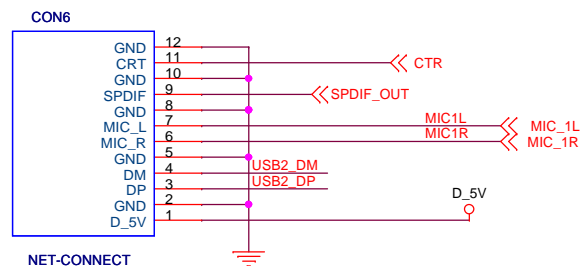 CON6
GND 12
CRT 11 CTR
GND 10
SPDIF 9 SPDIF_OUT
GND 8
MIC_L 7 MIC1L MIC_1L
MIC_R 6 MIC1R MIC_1R
GND 5
DM 4 USB2_DM
DP 3 USB2_DP
GND 2
D_5V 1 D_5V
NET-CONNECT